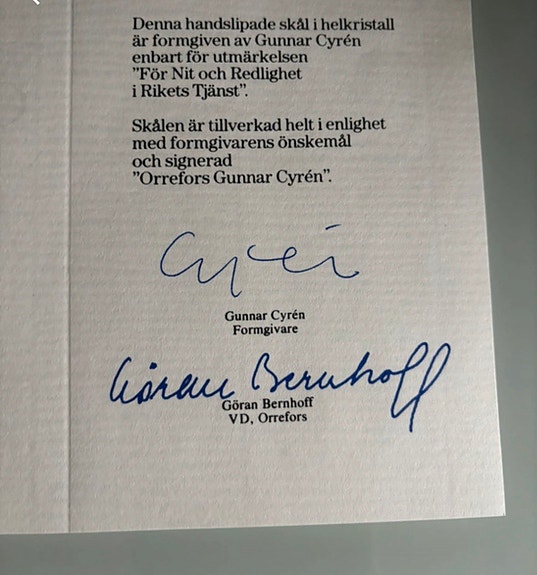 Denna handslipade skål i helkristall
är formgiven av Gunnar Cyrén
enbart för utmärkelsen
”För Nit och Redlighet
i Rikets Tjänst”.
Skålen är tillverkad helt i enlighet
med formgivarens önskemål
och signerad
”Orrefors Gunnar Cyrén”.
Cyrén
Gunnar Cyrén
Formgivare
Göran Bernhoff
Göran Bernhoff
VD, Orrefors